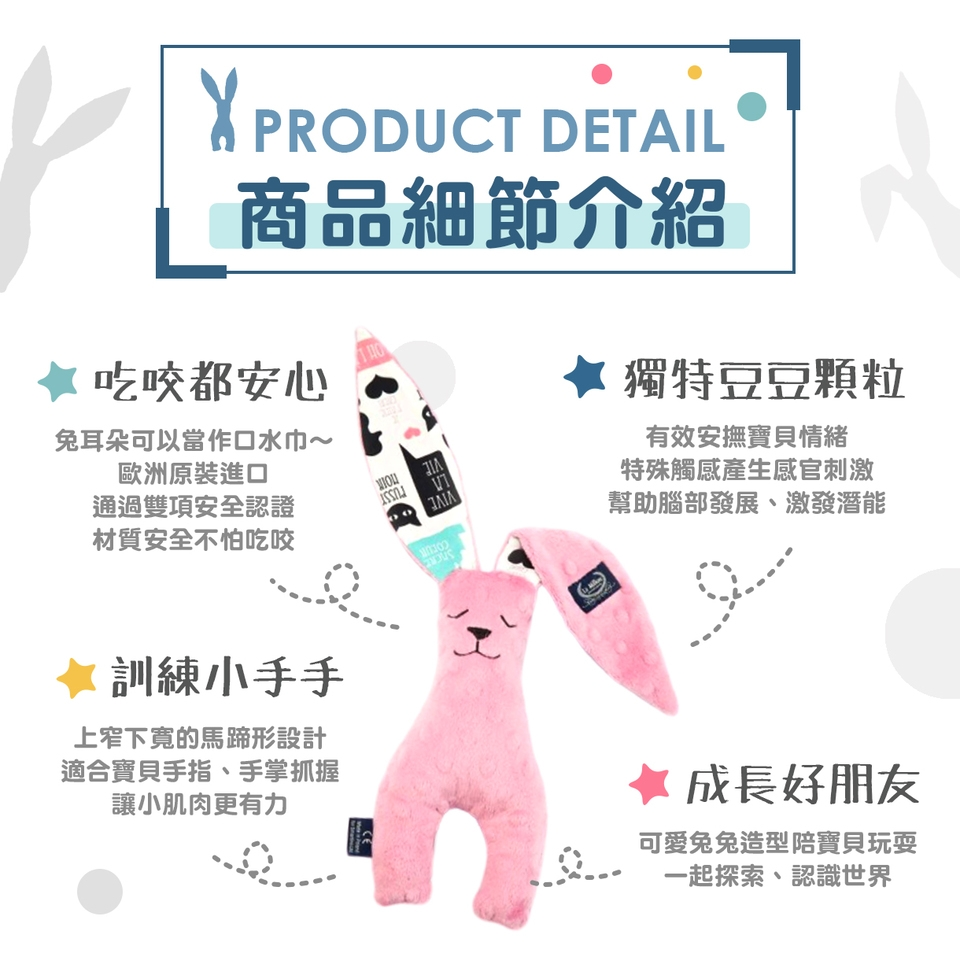 PRODUCT DETAIL
商品細節介紹
吃咬都安心
兔耳朵可以當作口水巾～
歐洲原裝進口
通過雙項安全認證
材質安全不怕吃咬
獨特豆豆顆粒
有效安撫寶貝情緒
特殊觸感產生感官刺激
幫助腦部發展、激發潛能
VIVE
LA
VIE
訓練小手手
上窄下寬的馬蹄形設計
適合寶貝手指、手掌抓握
讓小肌肉更有力
成長好朋友
可愛兔兔造型陪寶貝玩耍
一起探索、認識世界
La Millou
CE